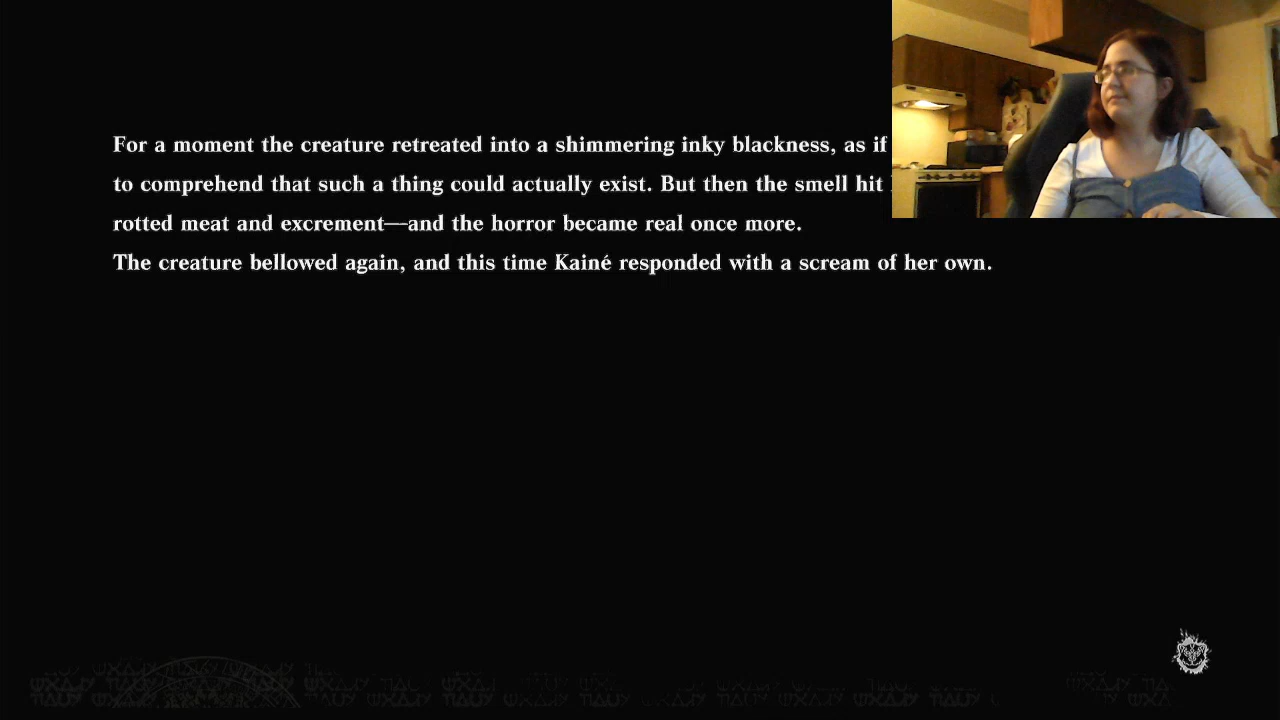 For a moment the creature retreated into a shimmering inky blackness, as if
to comprehend that such a thing could actually exist. But then the smell hit
rotted meat and excrement—and the horror became real once more.
The creature bellowed again, and this time Kainé responded with a scream of her own.